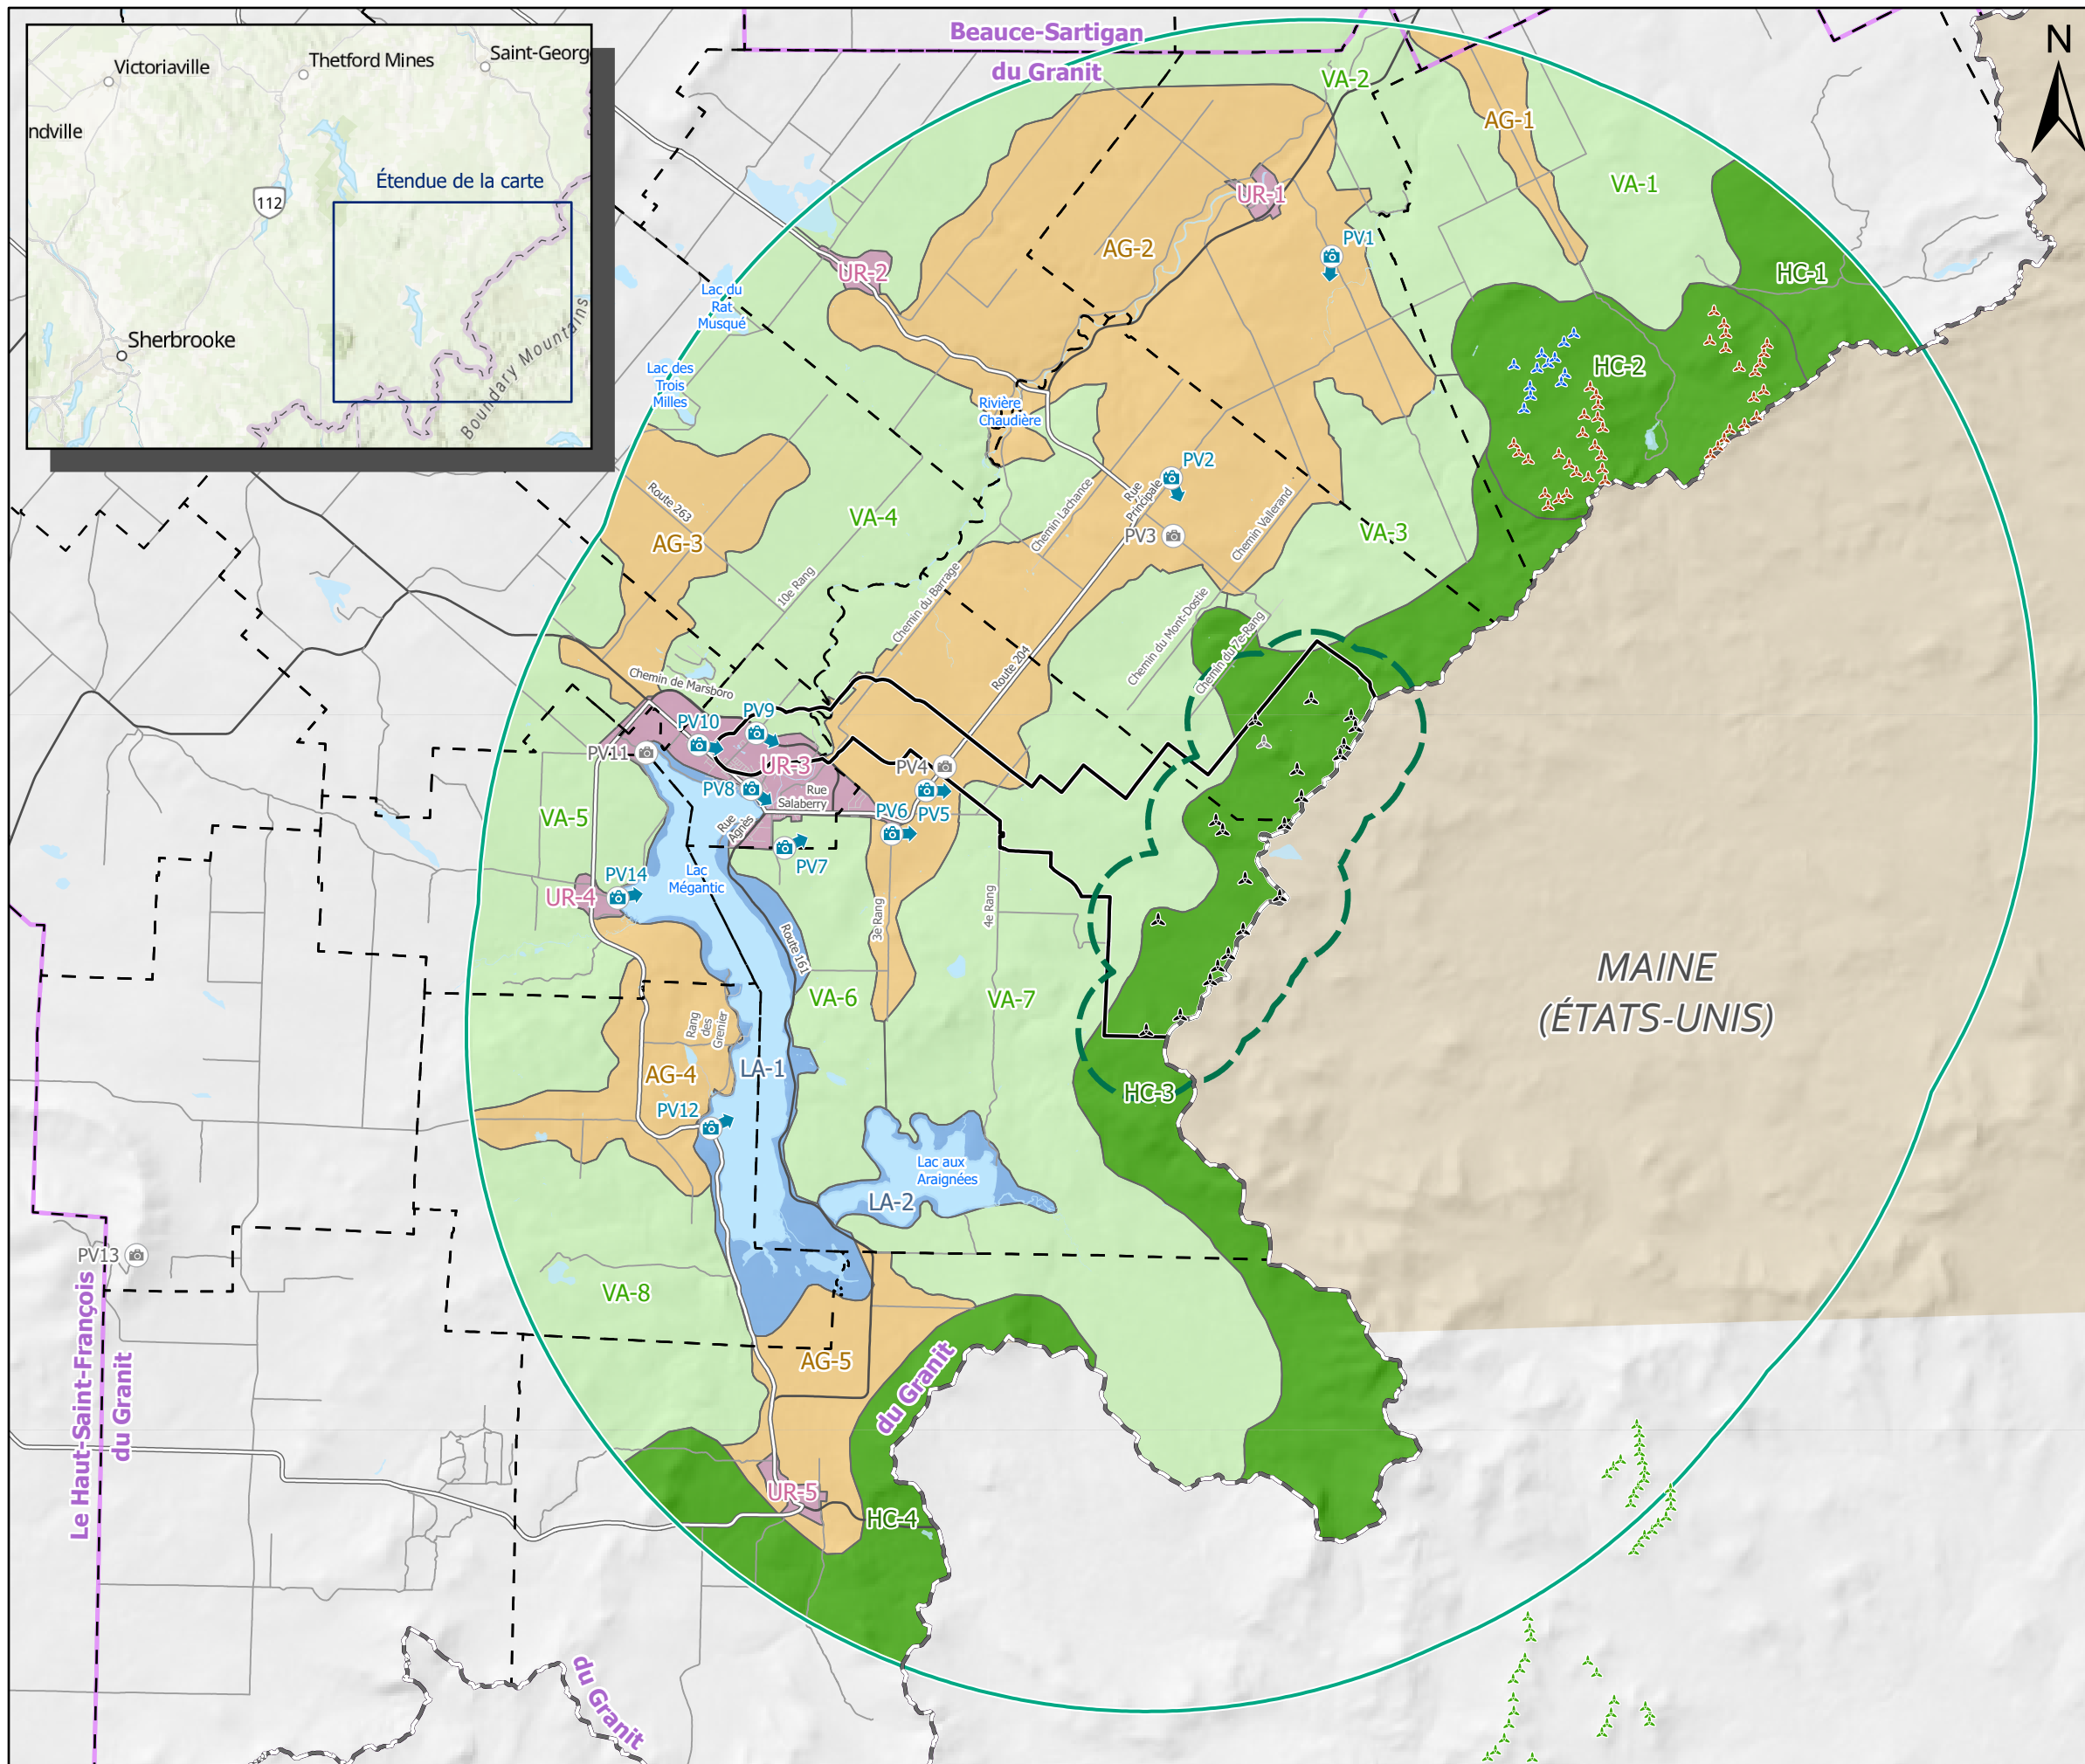 Victoriaville
Thetford Mines
Saint-Georg
ndville
Étendue de la carte
112
Sherbrooke
Boundary Mountains
Beauce-Sartigan
du Granit
N
VA-2
AG-1
VA-1
UR-1
AG-2
PV1
UR-2
HC-1
Lac du
Rat
Musqué
HC-2
Lac des
Trois
Milles
Rivière
Chaudière
PV2
Route 263
Rue
Principale
Chemin Lachance
Chemin Vallerand
VA-4
VA-3
PV3
AG-3
10e Rang
Chemin du Barrage
Chemin du Mont-Dostie
Chemin du 7e-Rang
Route 204
Chemin de Marsboro
PV10
PV9
PV11
UR-3
PV4
PV8
Rue
Salaberry
PV6
PV5
VA-5
Rue
Agnès
PV7
Lac
Mégantic
PV14
UR-4
3e Rang
4e Rang
Route 161
MAINE
(ÉTATS-UNIS)
VA-6
VA-7
Rang
des
Grenier
LA-1
AG-4
HC-3
PV12
Lac aux
Araignées
LA-2
PV13
VA-8
Le Haut-Saint-François
du Granit
AG-5
du Granit
UR-5
HC-4
du Granit